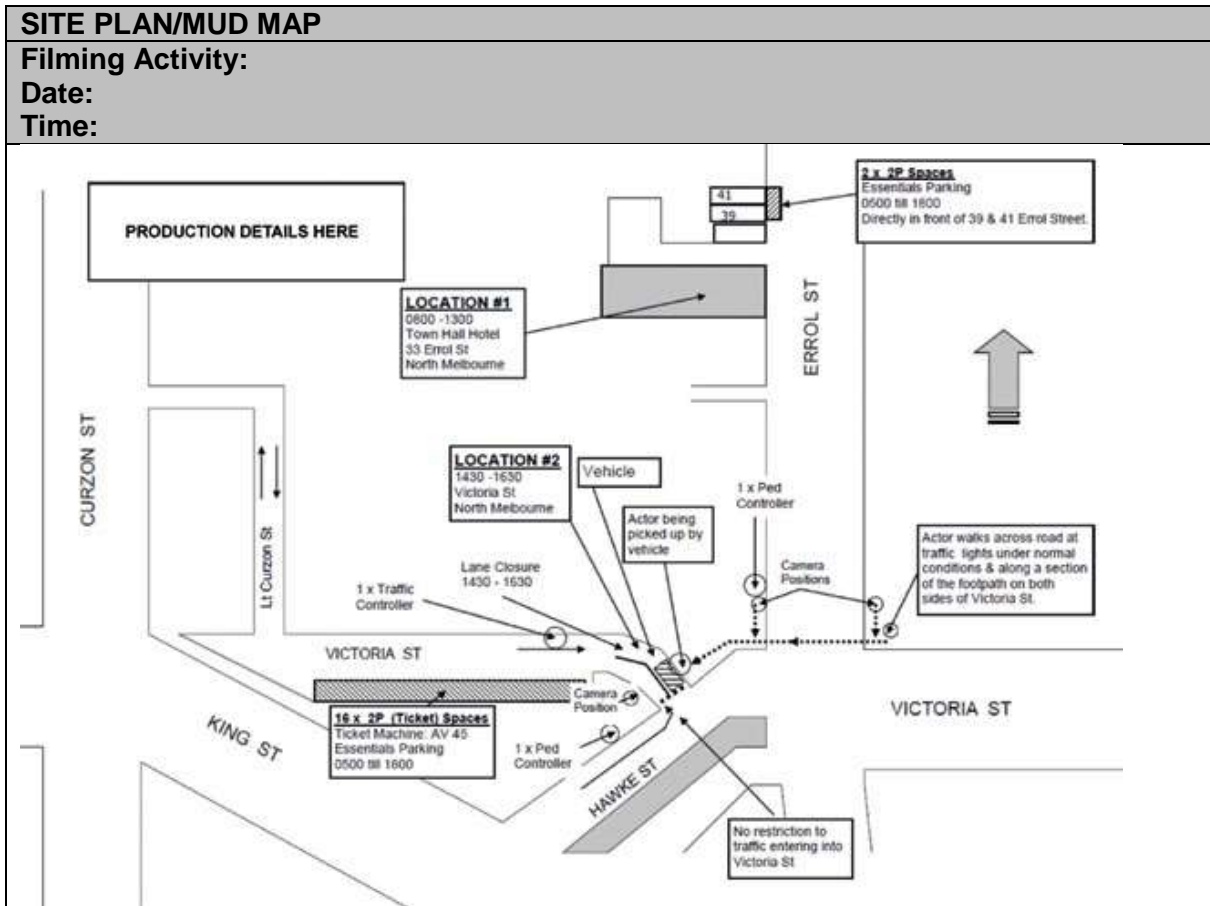 SITE PLAN/MUD MAP
Filming Activity:
Date:
Time:
PRODUCTION DETAILS HERE
41
39
2 x 2P Spaces
Essentials Parking
0500 till 1800
Directly in front of 39 & 41 Errol Street.
LOCATION #1
0800 -1300
Town Hall Hotel
33 Errol St
North Melbourne
ERROL ST
CURZON ST
Lt Curzon St
LOCATION #2
1430 -1630
Victoria St
North Melbourne
Vehicle
Actor being
picked up by
vehicle
1 x Ped
Controller
Camera
Positions
Actor walks across road at
traffic lights under normal
conditions & along a section
of the footpath on both
sides of Victoria St.
Lane Closure
1430 - 1630
1 x Traffic
Controller
VICTORIA ST
Camera
Position
16 x 2P (Ticket) Spaces
Ticket Machine: AV 45
Essentials Parking
0500 till 1800
1 x Ped
Controller
KING ST
HAWKE ST
VICTORIA ST
No restriction to
traffic entering into
Victoria St